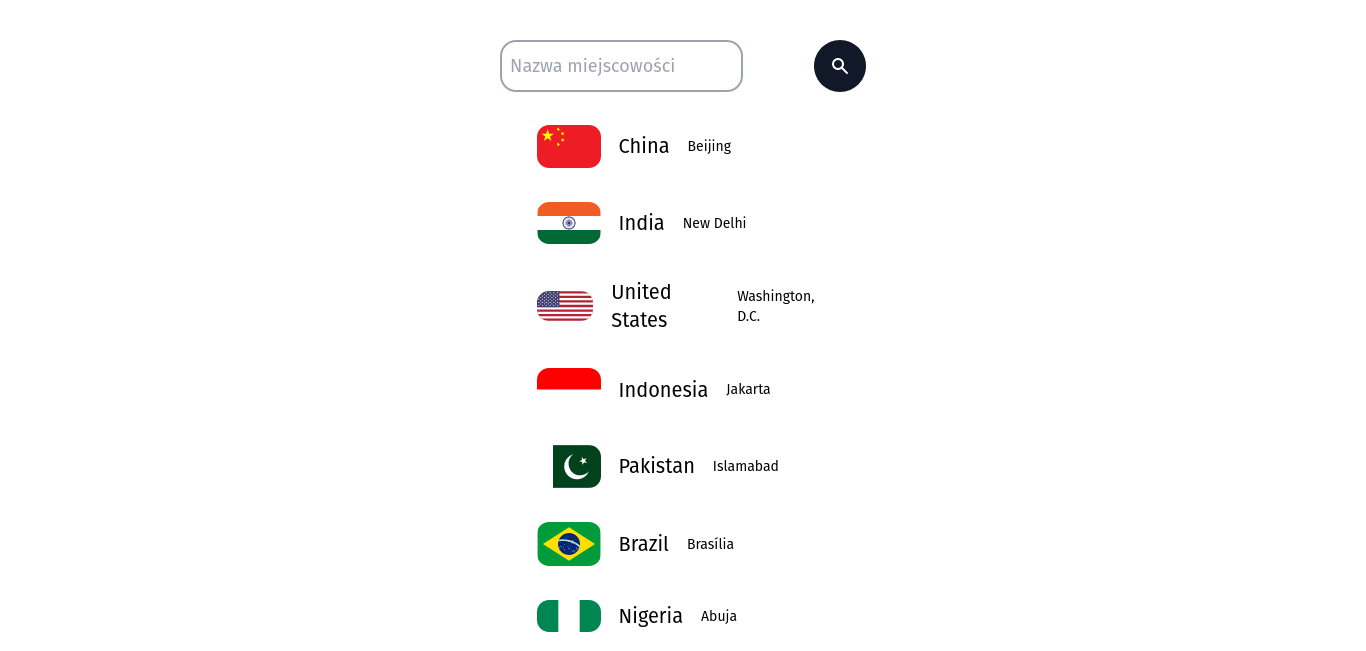 Nazwa miejscowości
China Beijing
India New Delhi
United States Washington, D.C.
Indonesia Jakarta
Pakistan Islamabad
Brazil Brasília
Nigeria Abuja